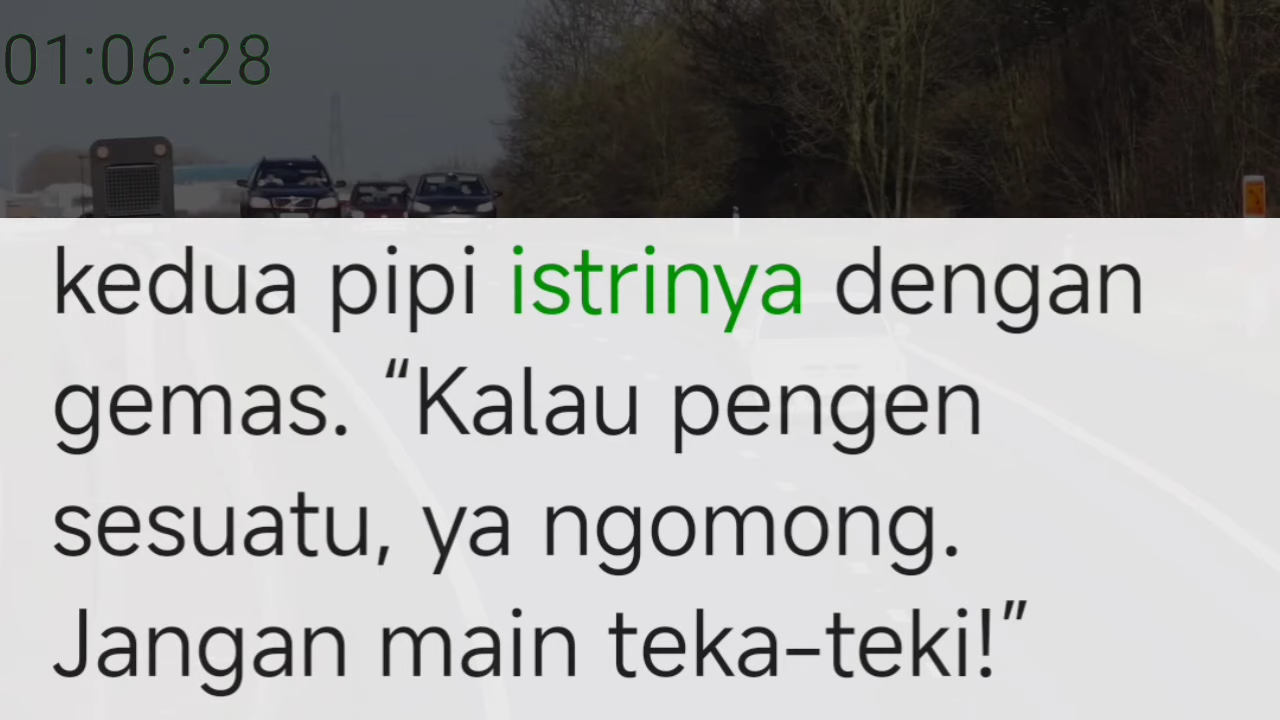 01:06:28
kedua pipi istrinya dengan
gemas. “Kalau pengen
sesuatu, ya ngomong.
Jangan main teka-teki!”